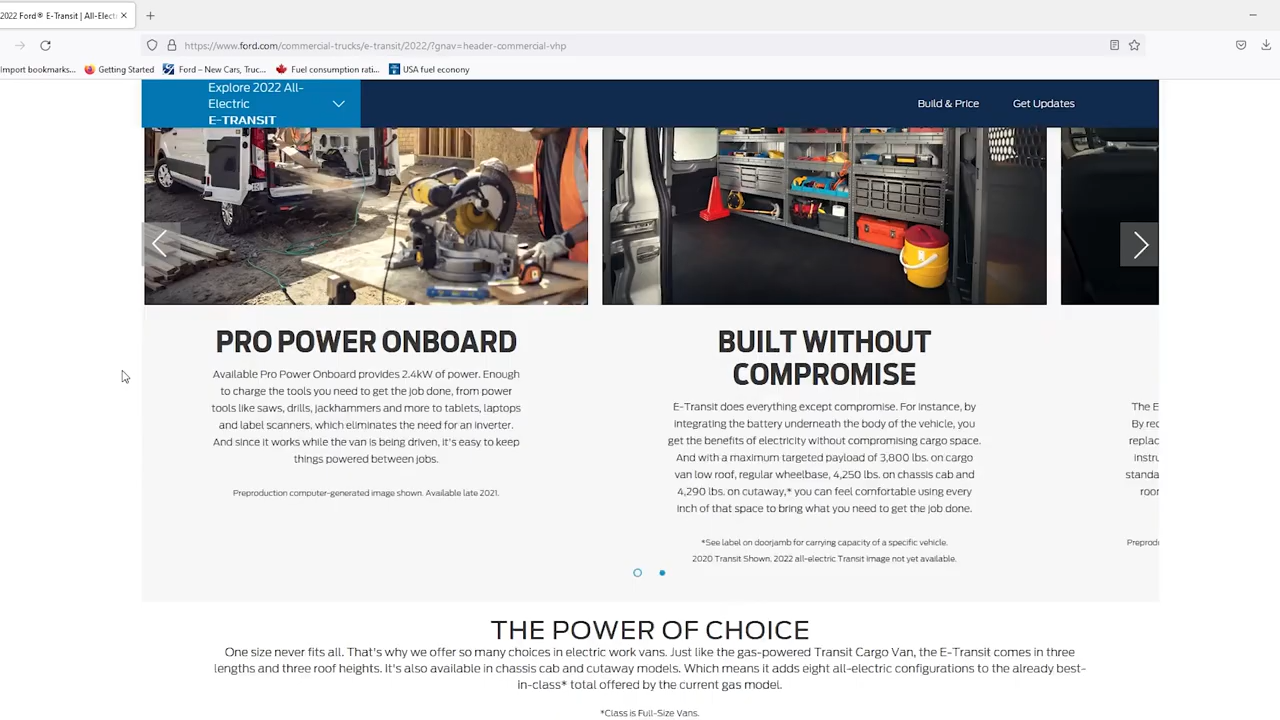 2022 Ford® E-Transit | All-Elect
https://www.ford.com/commercial-trucks/e-transit/2022/?gnav=header-commercial-vhp
Import bookmarks...
Getting Started
Ford – New Cars, Truc...
Fuel consumption rati...
USA fuel economy
Explore 2022 All-
Electric
E-TRANSIT
Build & Price
Get Updates
PRO POWER ONBOARD
Available Pro Power Onboard provides 2.4kW of power. Enough
to charge the tools you need to get the job done, from power
tools like saws, drills, jackhammers and more to tablets, laptops
and label scanners, which eliminates the need for an inverter.
And since it works while the van is being driven, it's easy to keep
things powered between jobs.
Preproduction computer-generated image shown. Available late 2021.
BUILT WITHOUT
COMPROMISE
E-Transit does everything except compromise. For instance, by
integrating the battery underneath the body of the vehicle, you
get the benefits of electricity without compromising cargo space.
And with a maximum targeted payload of 3,800 lbs. on cargo
van low roof, regular wheelbase, 4,250 lbs. on chassis cab and
4,290 lbs. on cutaway,* you can feel comfortable using every
inch of that space to bring what you need to get the job done.
*See label on doorjamb for carrying capacity of a specific vehicle.
2020 Transit Shown. 2022 all-electric Transit image not yet available.
The E
By rec
replac
instru
standa
roor
Preprod
THE POWER OF CHOICE
One size never fits all. That's why we offer so many choices in electric work vans. Just like the gas-powered Transit Cargo Van, the E-Transit comes in three
lengths and three roof heights. It's also available in chassis cab and cutaway models. Which means it adds eight all-electric configurations to the already best-
in-class* total offered by the current gas model.
*Class is Full-Size Vans.